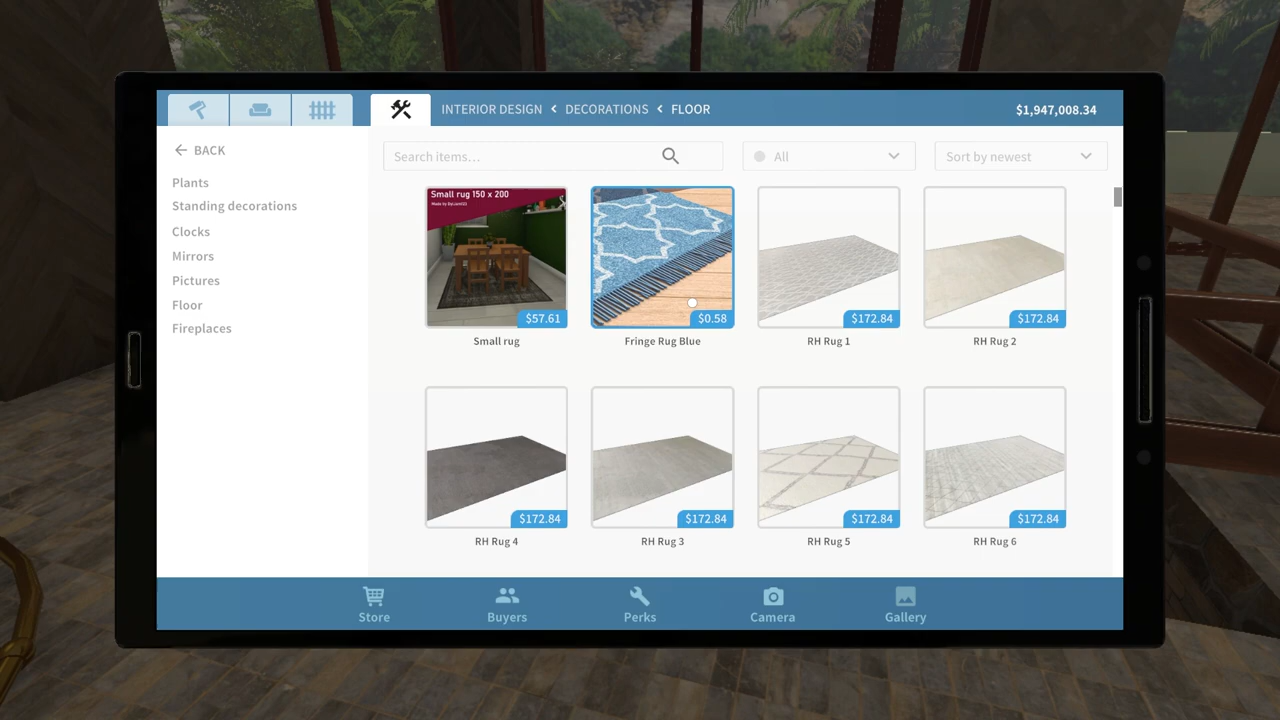 INTERIOR DESIGN < DECORATIONS < FLOOR
$1,947,008.34
BACK
Plants
Standing decorations
Clocks
Mirrors
Pictures
Floor
Fireplaces
Search items...
All
Sort by newest
Small rug 150 x 200
$57.61
Small rug
$0.58
Fringe Rug Blue
$172.84
RH Rug 1
$172.84
RH Rug 2
$172.84
RH Rug 4
$172.84
RH Rug 3
$172.84
RH Rug 5
$172.84
RH Rug 6
Store
Buyers
Perks
Camera
Gallery